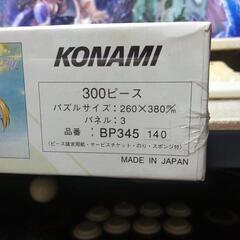 KONAMI
300ピース
パズルサイズ：260×380㎜
パネル：3
品番：BP345 140
(ピース請求用紙・サービスチケット・のり・スポンジ付)
MADE IN JAPAN